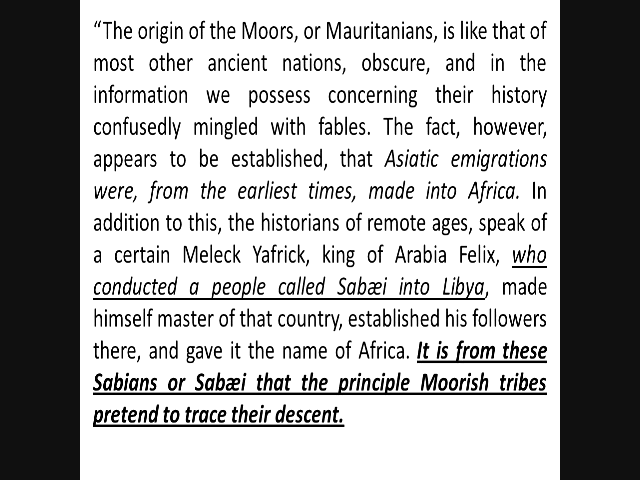 “The origin of the Moors, or Mauritanians, is like that of
most other ancient nations, obscure, and in the
information we possess concerning their history
confusedly mingled with fables. The fact, however,
appears to be established, that Asiatic emigrations
were, from the earliest times, made into Africa. In
addition to this, the historians of remote ages, speak of
a certain Meleck Yafrick, king of Arabia Felix, who
conducted a people called Sabæi into Libya, made
himself master of that country, established his followers
there, and gave it the name of Africa. It is from these
Sabians or Sabæi that the principle Moorish tribes
pretend to trace their descent.